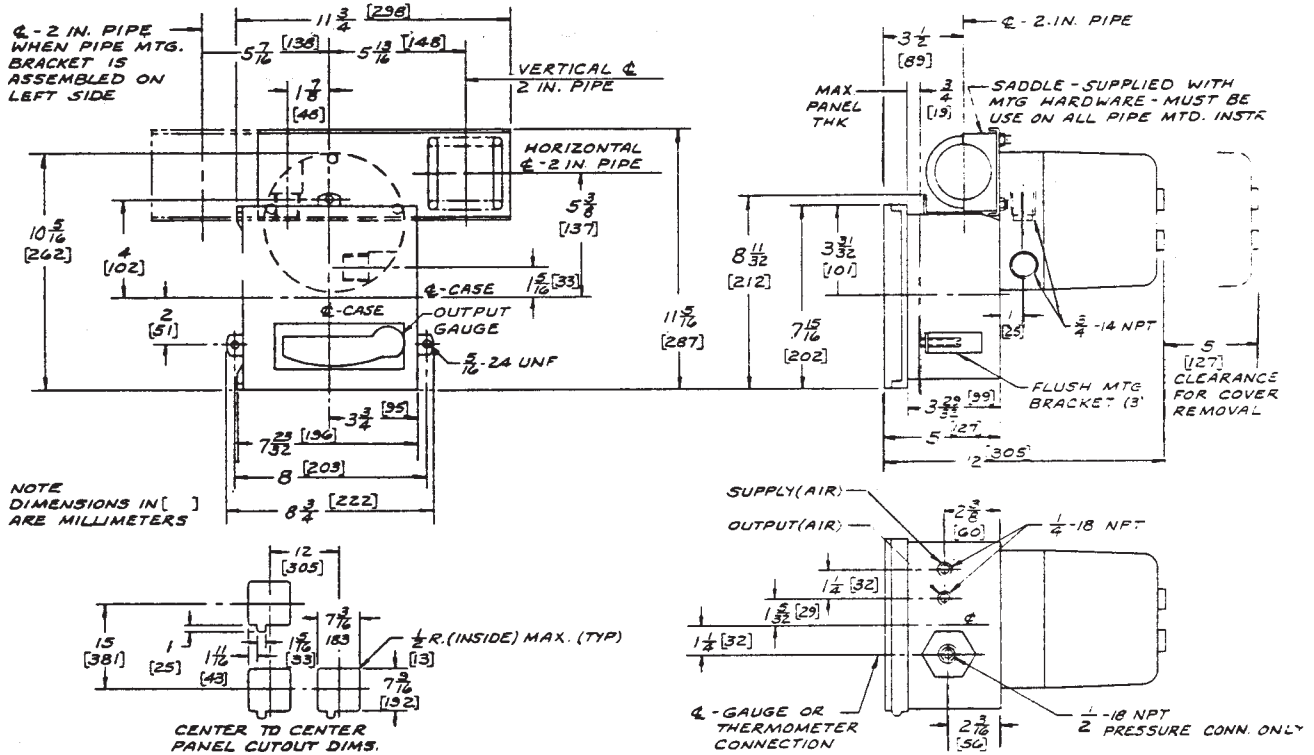 ℄-2 IN. PIPE
WHEN PIPE MTG.
BRACKET IS
ASSEMBLED ON
LEFT SIDE
11 3/4 [298]
5 7/16 [138]
5 13/16 [148]
1 7/8 [48]
VERTICAL ℄
2 IN. PIPE
HORIZONTAL
℄-2 IN. PIPE
10 5/16 [262]
4 [102]
2 [51]
5 3/8 [137]
1 5/16 [33]
℄-CASE
℄-CASE
OUTPUT
GAUGE
5/16-24 UNF
11 5/16 [287]
3 3/4 [95]
7 23/32 [196]
8 [203]
8 3/4 [222]
NOTE
DIMENSIONS IN [ ]
ARE MILLIMETERS
℄-2 IN. PIPE
3 1/2 [89]
MAX
PANEL
THK
3/4 [19]
SADDLE-SUPPLIED WITH
MTG HARDWARE-MUST BE
USE ON ALL PIPE MTD. INSTR
8 11/32 [212]
3 31/32 [101]
7 15/16 [202]
1 [25]
3/4-14 NPT
5 [127]
CLEARANCE
FOR COVER
REMOVAL
FLUSH MTG
BRACKET (3)
3 29/32 [99]
5 [127]
12 [305]
12 [305]
15 [381]
1 [25]
1 11/16 [43]
1 5/16 [33]
7 3/16 183
1/2 R. (INSIDE) MAX. (TYP)
[13]
7 9/16 [192]
CENTER TO CENTER
PANEL CUTOUT DIMS.
SUPPLY (AIR)
OUTPUT (AIR)
2 3/8 [60]
1/4-18 NPT
1 1/4 [32]
1 5/32 [29]
1 1/4 [32]
℄
℄-GAUGE OR
THERMOMETER
CONNECTION
2 3/16 [56]
1/2-18 NPT
PRESSURE CONN. ONLY